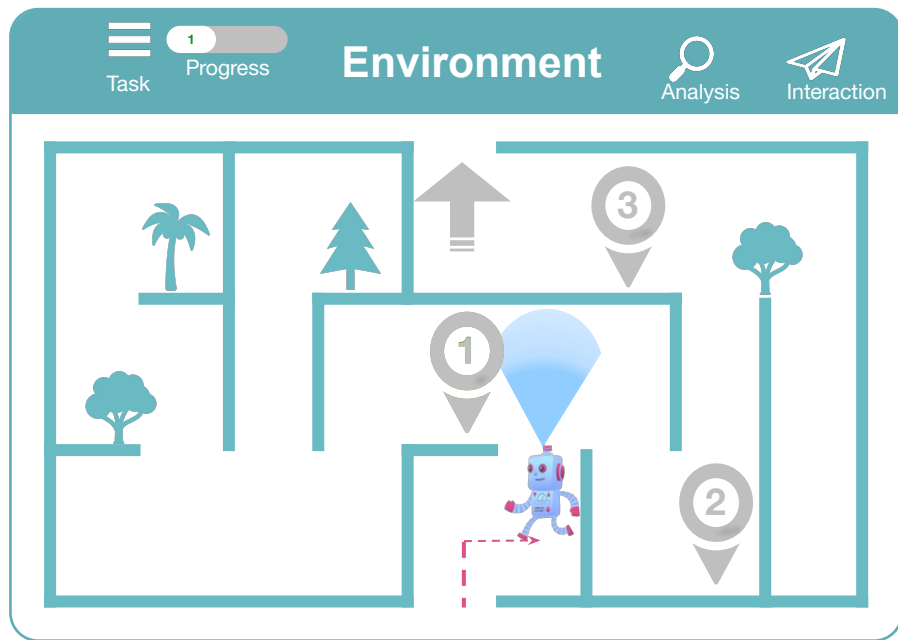 1
Task
Progress
Environment
Analysis
Interaction
3
1
2